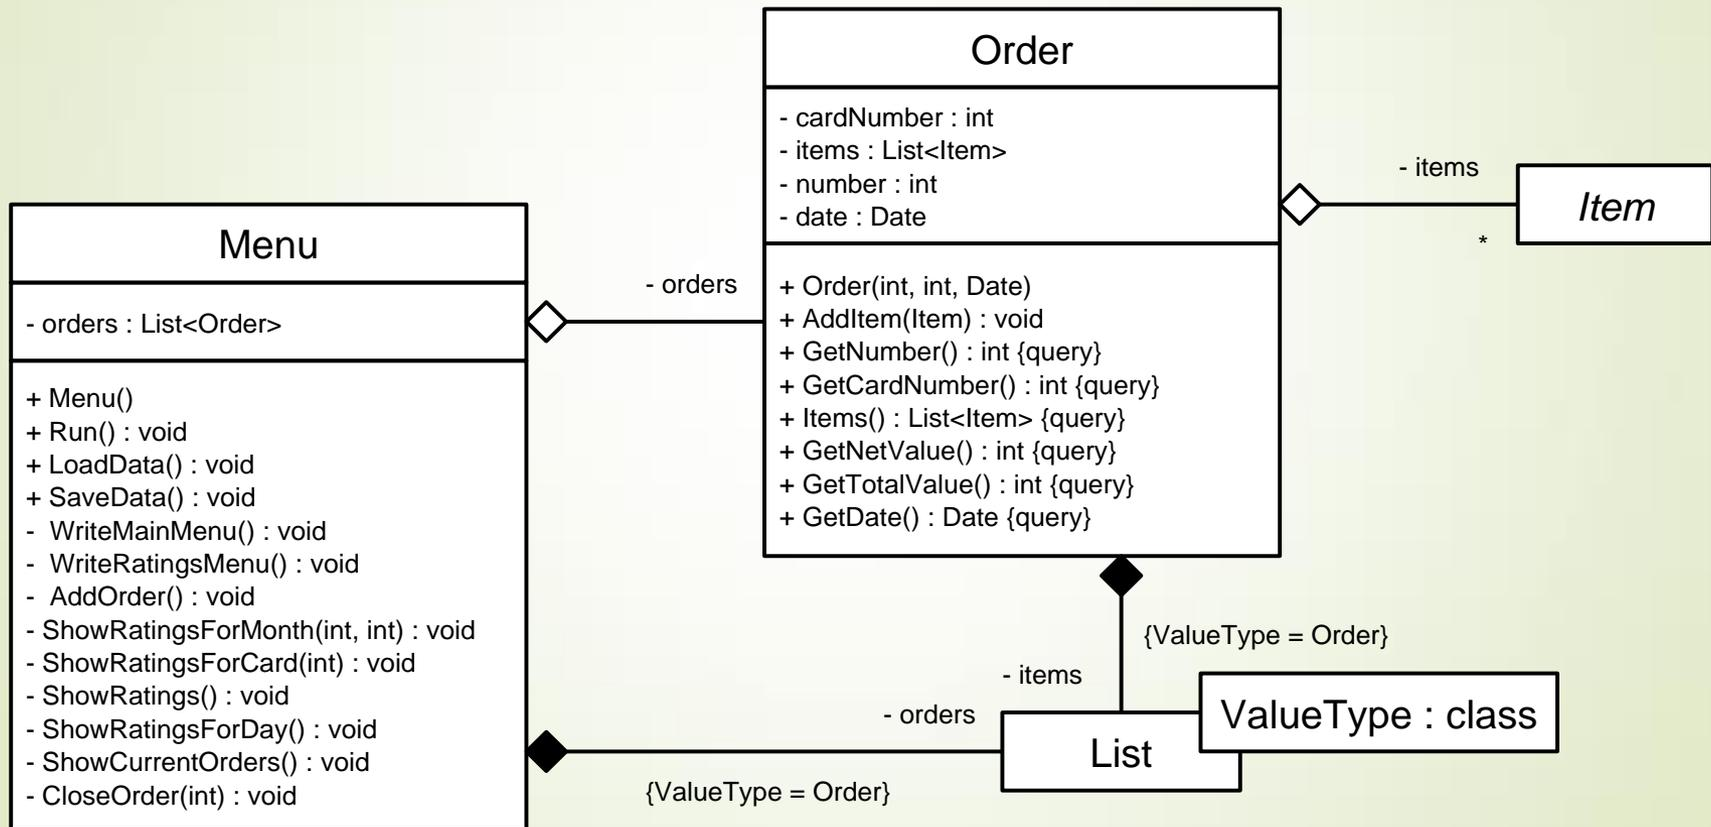 Order
- cardNumber : int
- items : List<Item>
- number : int
- date : Date
+ Order(int, int, Date)
+ AddItem(Item) : void
+ GetNumber() : int {query}
+ GetCardNumber() : int {query}
+ Items() : List<Item> {query}
+ GetNetValue() : int {query}
+ GetTotalValue() : int {query}
+ GetDate() : Date {query}
- items
*
Item
Menu
- orders : List<Order>
+ Menu()
+ Run() : void
+ LoadData() : void
+ SaveData() : void
- WriteMainMenu() : void
- WriteRatingsMenu() : void
- AddOrder() : void
- ShowRatingsForMonth(int, int) : void
- ShowRatingsForCard(int) : void
- ShowRatings() : void
- ShowRatingsForDay() : void
- ShowCurrentOrders() : void
- CloseOrder(int) : void
- orders
{ValueType = Order}
- items
- orders
{ValueType = Order}
List
ValueType : class